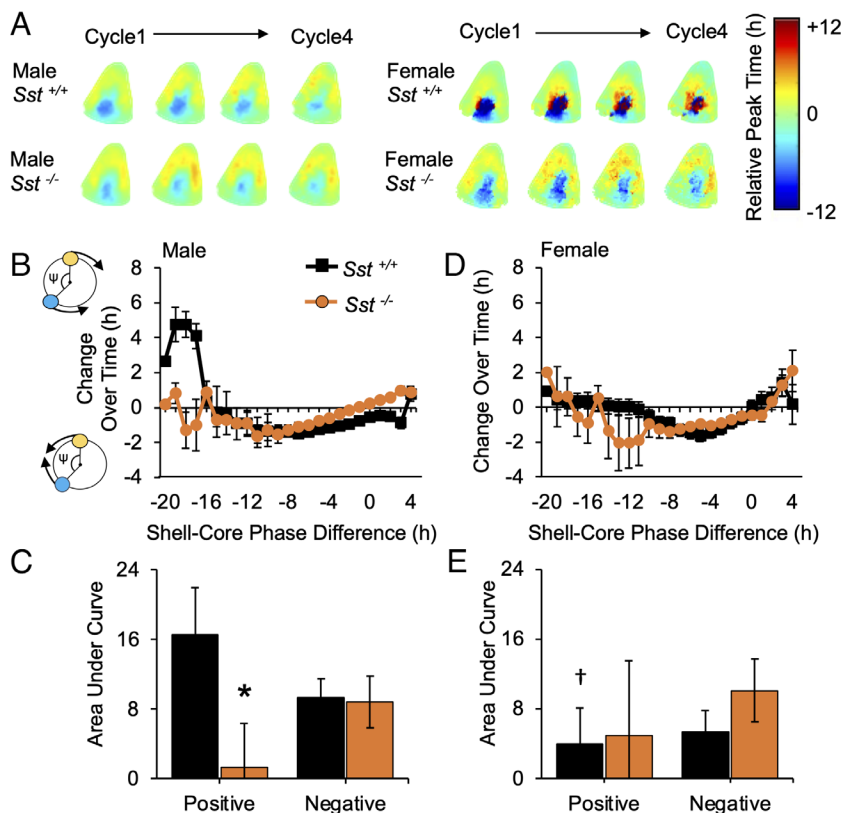 A
Cycle1
Cycle4
Cycle1
Cycle4
Male
Sst +/+
Female
Sst +/+
Male
Sst -/-
Female
Sst -/-
Relative Peak Time (h)
+12
0
-12
B
Male
ψ
ψ
Sst +/+
Sst -/-
Change
Over Time (h)
8
6
4
2
0
-2
-4
-20 -16 -12 -8 -4 0 4
Shell-Core Phase Difference (h)
D
Female
Change Over Time (h)
8
6
4
2
0
-2
-4
-20 -16 -12 -8 -4 0 4
Shell-Core Phase Difference (h)
C
Area Under Curve
24
16
8
0
*
Positive Negative
E
Area Under Curve
24
16
8
0
†
Positive Negative